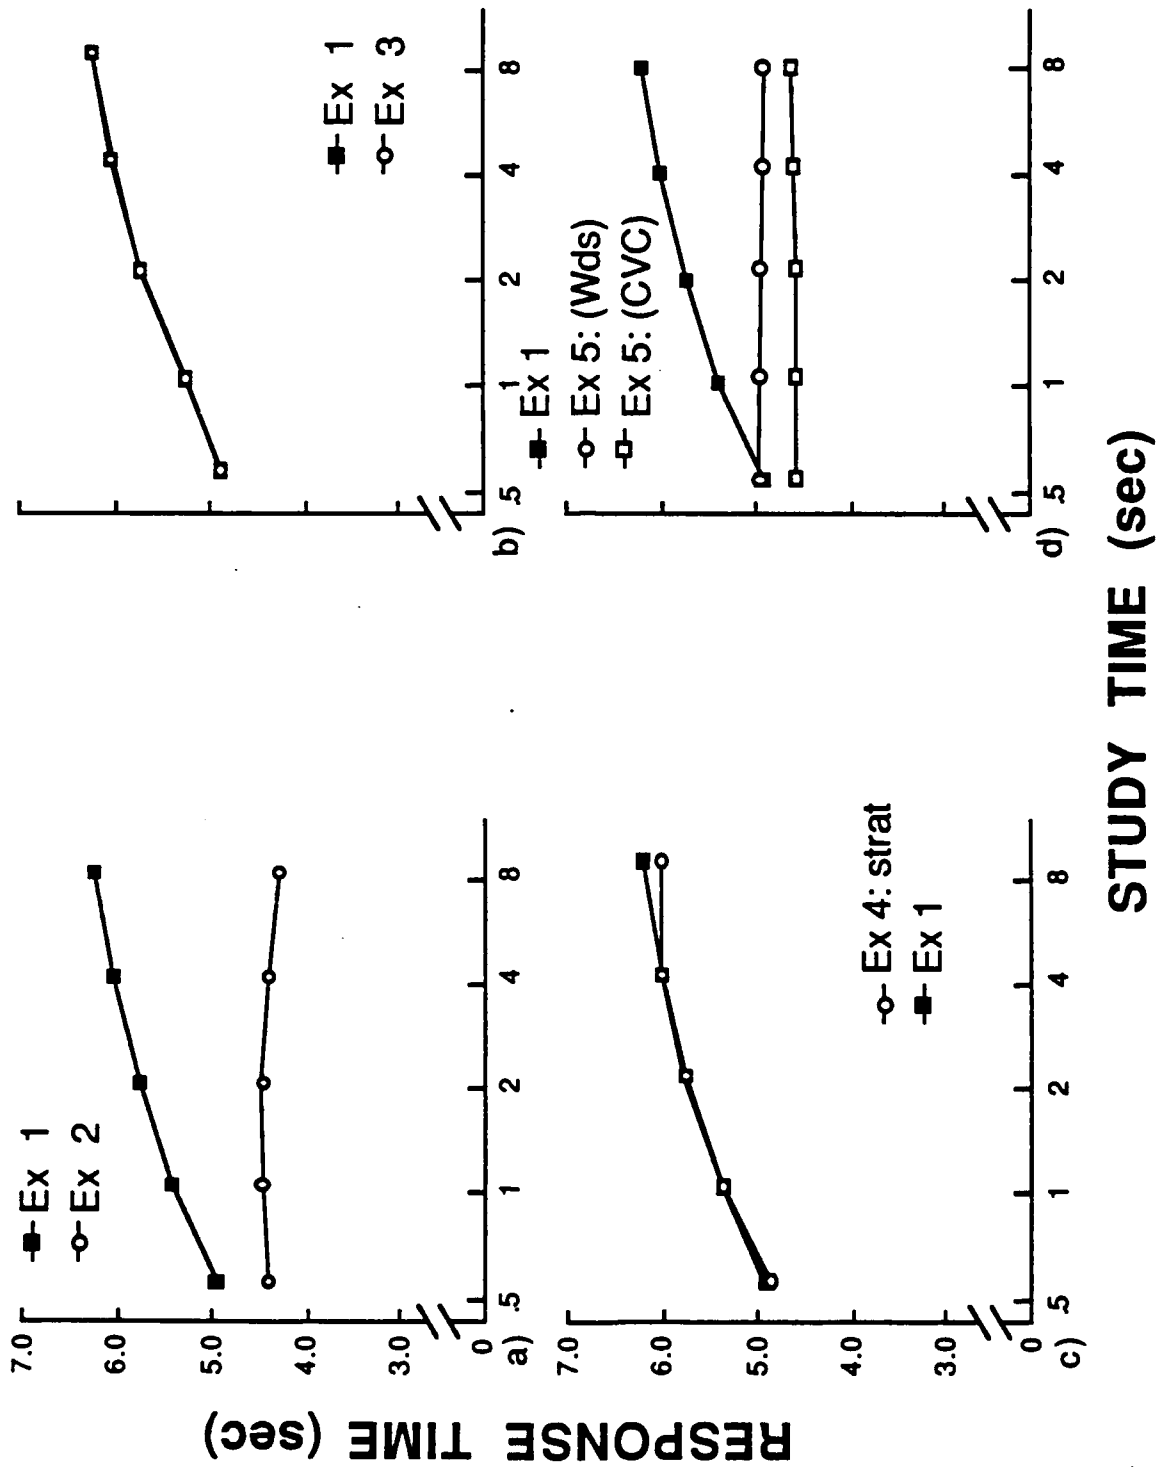 RESPONSE TIME (sec)
7.0
6.0
5.0
4.0
3.0
0
a)
Ex 1
Ex 2
.5
1
2
4
8
b)
Ex 1
Ex 3
.5
1
2
4
8
7.0
6.0
5.0
4.0
3.0
0
c)
Ex 4: strat
Ex 1
.5
1
2
4
8
d)
Ex 1
Ex 5: (Wds)
Ex 5: (CVC)
.5
1
2
4
8
STUDY TIME (sec)